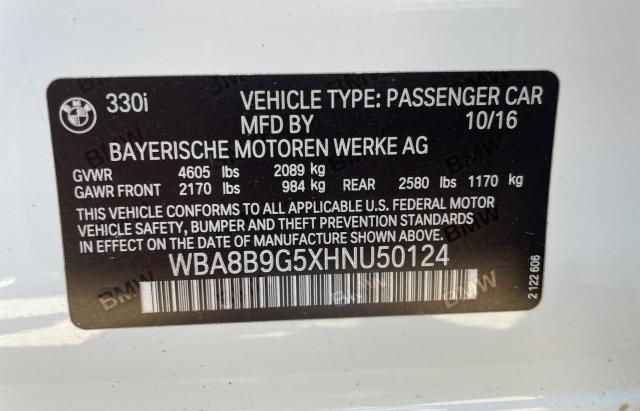 BMW
330i VEHICLE TYPE: PASSENGER CAR
MFD BY 10/16
BAYERISCHE MOTOREN WERKE AG
GVWR 4605 lbs 2089 kg
GAWR FRONT 2170 lbs 984 kg REAR 2580 lbs 1170 kg
THIS VEHICLE CONFORMS TO ALL APPLICABLE U.S. FEDERAL MOTOR
VEHICLE SAFETY, BUMPER AND THEFT PREVENTION STANDARDS
IN EFFECT ON THE DATE OF MANUFACTURE SHOWN ABOVE.
WBA8B9G5XHNU50124
2 122 606